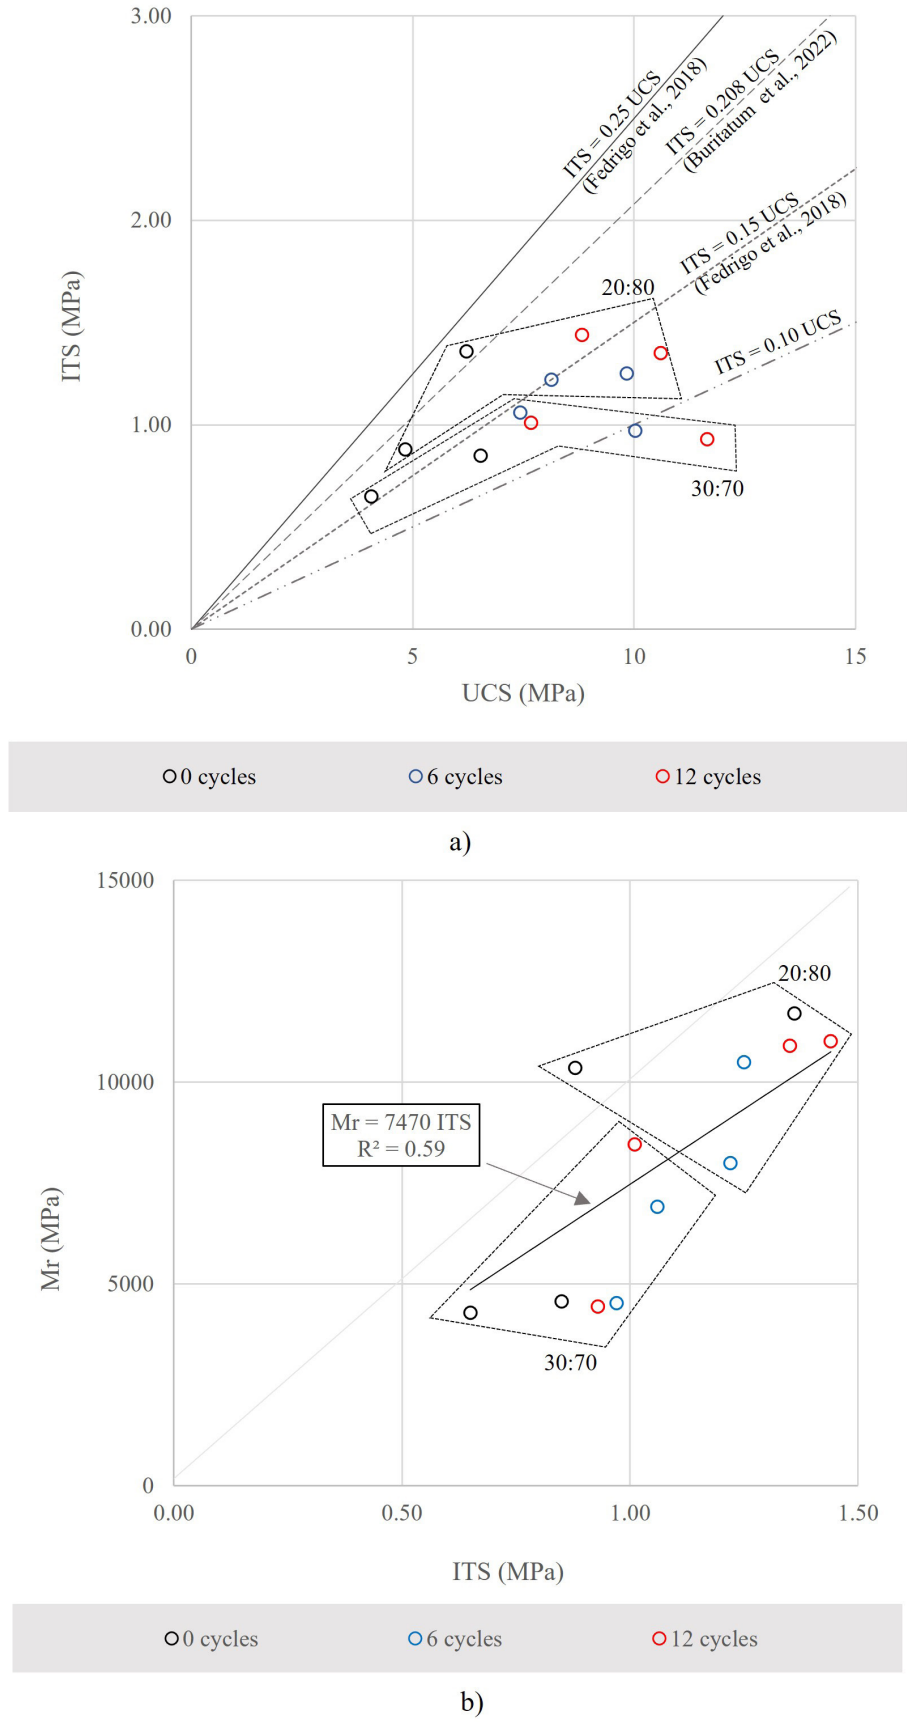 3.00
2.00
1.00
0.00
ITS (MPa)
ITS = 0.25 UCS
(Fedrigo et al., 2018)
ITS = 0.208 UCS
(Buritatum et al., 2022)
ITS = 0.15 UCS
(Fedrigo et al., 2018)
ITS = 0.10 UCS
20:80
30:70
0 5 10 15
UCS (MPa)
0 cycles 6 cycles 12 cycles
a)
15000
10000
5000
0
Mr (MPa)
20:80
Mr = 7470 ITS
R² = 0.59
30:70
0.00 0.50 1.00 1.50
ITS (MPa)
0 cycles 6 cycles 12 cycles
b)